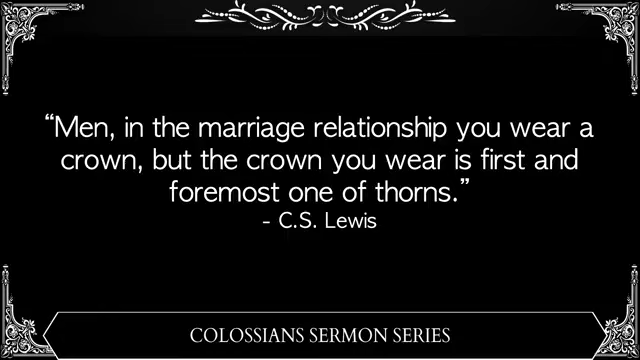 “Men, in the marriage relationship you wear a
crown, but the crown you wear is first and
foremost one of thorns.”
- C.S. Lewis
COLOSSIANS SERMON SERIES